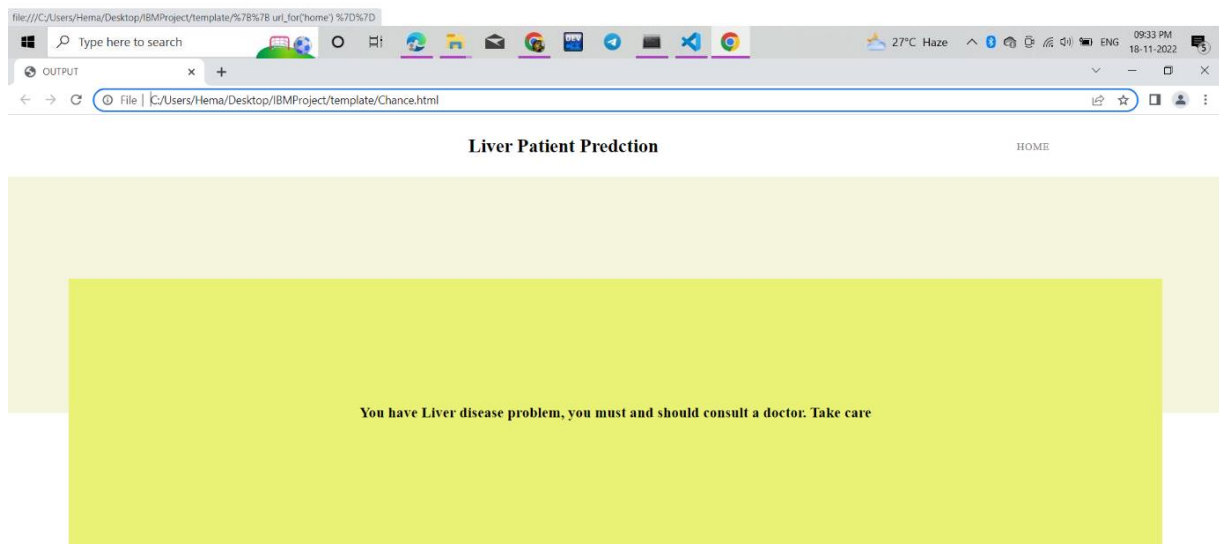 file:///C:/Users/Hema/Desktop/IBMProject/template/%7B%7B url_for('home') %7D%7D
Type here to search
DEV
27°C Haze
ENG
09:33 PM
18-11-2022
5
OUTPUT
File | C:/Users/Hema/Desktop/IBMProject/template/Chance.html
Liver Patient Predction
HOME
You have Liver disease problem, you must and should consult a doctor. Take care